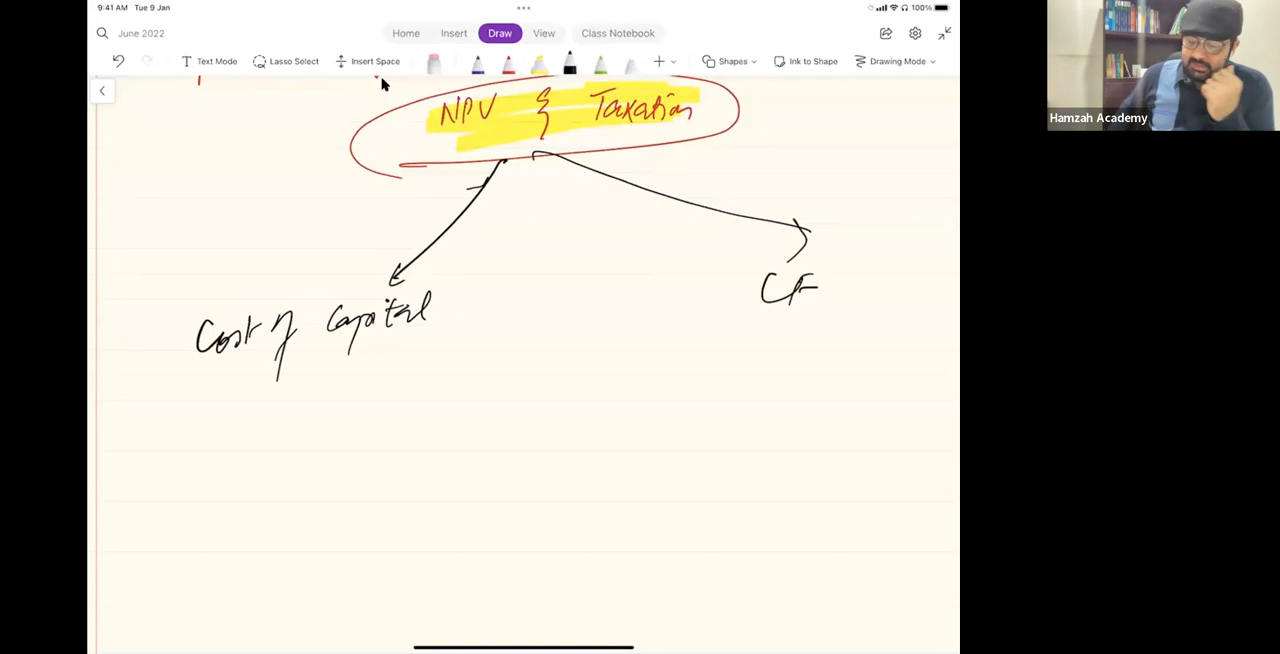 9:41 AM Tue 9 Jan
100%
June 2022
Home Insert Draw View Class Notebook
Text Mode Lasso Select Insert Space Shapes Ink to Shape Drawing Mode
Hamzah Academy
NPV & Taxation
CF
Cost of Capital